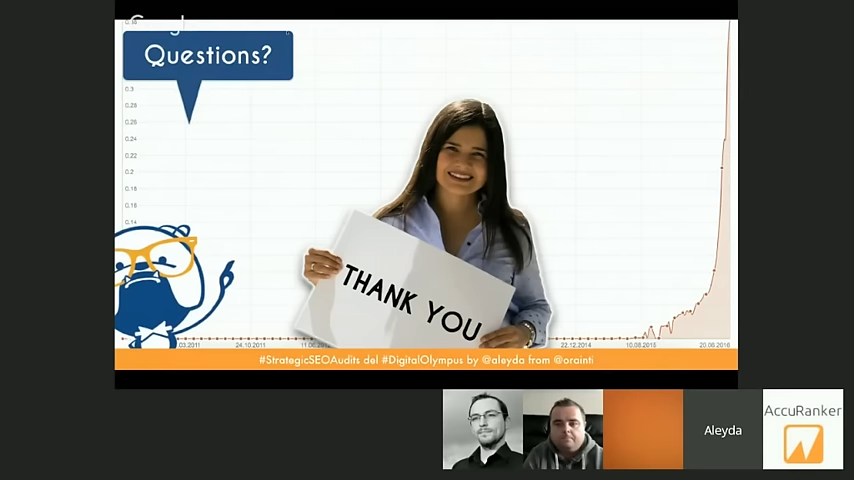 Google
Questions?
0.3
0.28
0.26
0.24
0.22
0.2
0.18
0.16
0.14
THANK YOU
03.2011
24.10.2011
22.12.2014
10.08.2015
20.06.2016
#StrategicSEOAudits del #DigitalOlympus by @aleyda from @orainti
Aleyda
AccuRanker